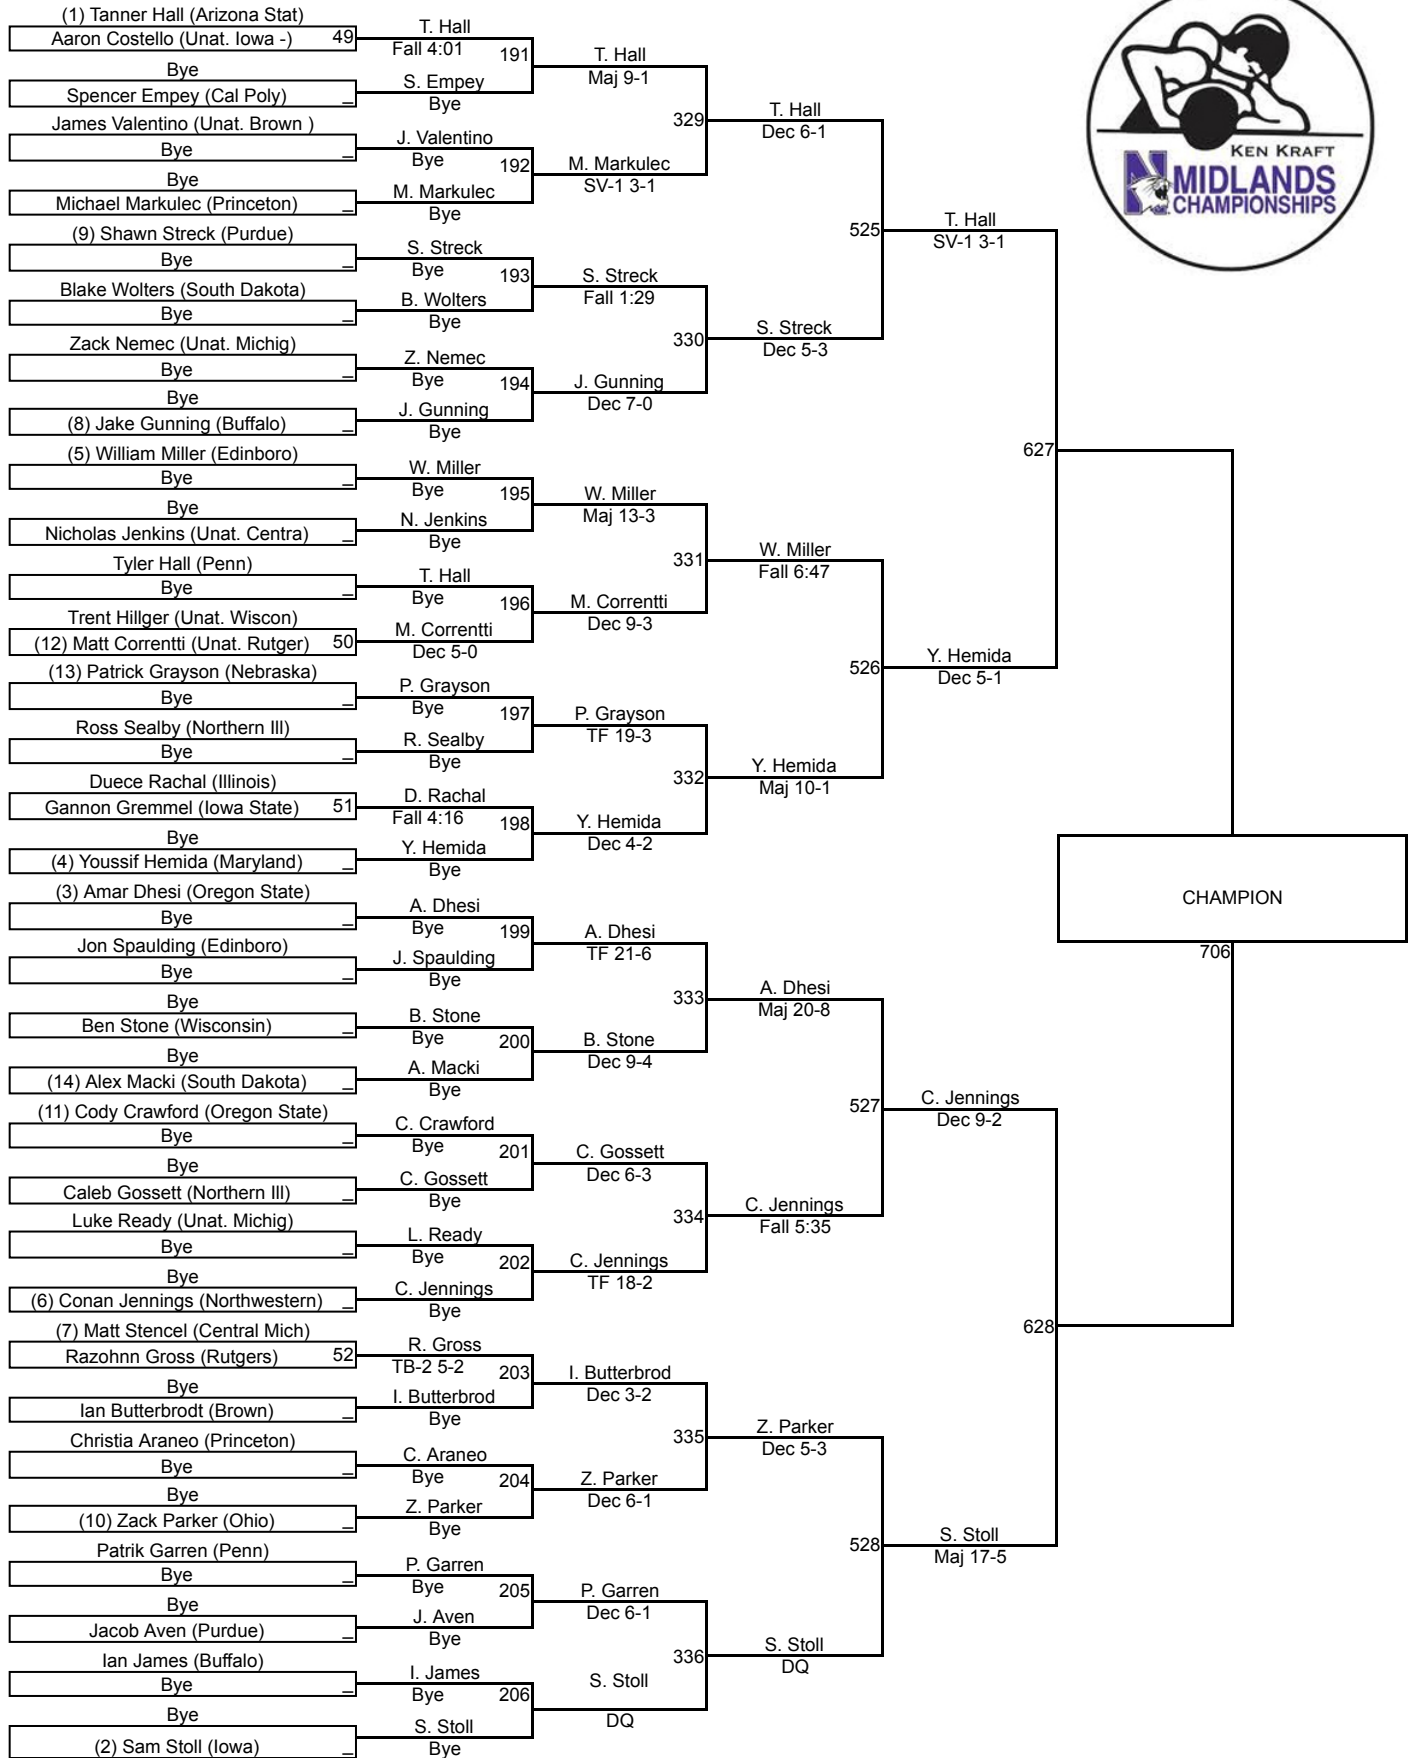 (1) Tanner Hall (Arizona Stat)
Aaron Costello (Unat. Iowa -) 49
Bye
Spencer Empey (Cal Poly) _
James Valentino (Unat. Brown )
Bye _
Bye
Michael Markulec (Princeton) _
(9) Shawn Streck (Purdue)
Bye _
Blake Wolters (South Dakota)
Bye _
Zack Nemec (Unat. Michig)
Bye _
Bye
(8) Jake Gunning (Buffalo) _
(5) William Miller (Edinboro)
Bye _
Bye
Nicholas Jenkins (Unat. Centra) _
Tyler Hall (Penn)
Bye _
Trent Hillger (Unat. Wiscon)
(12) Matt Correntti (Unat. Rutger) 50
(13) Patrick Grayson (Nebraska)
Bye _
Ross Sealby (Northern Ill)
Bye _
Duece Rachal (Illinois)
Gannon Gremmel (Iowa State) 51
Bye
(4) Youssif Hemida (Maryland) _
(3) Amar Dhesi (Oregon State)
Bye _
Jon Spaulding (Edinboro)
Bye _
Bye
Ben Stone (Wisconsin) _
Bye
(14) Alex Macki (South Dakota) _
(11) Cody Crawford (Oregon State)
Bye _
Bye
Caleb Gossett (Northern Ill) _
Luke Ready (Unat. Michig)
Bye _
Bye
(6) Conan Jennings (Northwestern) _
(7) Matt Stencel (Central Mich)
Razohnn Gross (Rutgers) 52
Bye
Ian Butterbrodt (Brown) _
Christia Araneo (Princeton)
Bye _
Bye
(10) Zack Parker (Ohio) _
Patrik Garren (Penn)
Bye _
Bye
Jacob Aven (Purdue) _
Ian James (Buffalo)
Bye _
Bye
(2) Sam Stoll (Iowa) _
T. Hall
Fall 4:01 191
S. Empey
Bye
J. Valentino
Bye 192
M. Markulec
Bye
S. Streck
Bye 193
B. Wolters
Bye
Z. Nemec
Bye 194
J. Gunning
Bye
W. Miller
Bye 195
N. Jenkins
Bye
T. Hall
Bye 196
M. Correntti
Dec 5-0
P. Grayson
Bye 197
R. Sealby
Bye
D. Rachal
Fall 4:16 198
Y. Hemida
Bye
A. Dhesi
Bye 199
J. Spaulding
Bye
B. Stone
Bye 200
A. Macki
Bye
C. Crawford
Bye 201
C. Gossett
Bye
L. Ready
Bye 202
C. Jennings
Bye
R. Gross
TB-2 5-2 203
I. Butterbrod
Bye
C. Araneo
Bye 204
Z. Parker
Bye
P. Garren
Bye 205
J. Aven
Bye
I. James
Bye 206
S. Stoll
Bye
T. Hall
Maj 9-1
329
M. Markulec
SV-1 3-1
S. Streck
Fall 1:29
330
J. Gunning
Dec 7-0
W. Miller
Maj 13-3
331
M. Correntti
Dec 9-3
P. Grayson
TF 19-3
332
Y. Hemida
Dec 4-2
A. Dhesi
TF 21-6
333
B. Stone
Dec 9-4
C. Gossett
Dec 6-3
334
C. Jennings
TF 18-2
I. Butterbrod
Dec 3-2
335
Z. Parker
Dec 6-1
P. Garren
Dec 6-1
336
S. Stoll
DQ
T. Hall
Dec 6-1
525
S. Streck
Dec 5-3
W. Miller
Fall 6:47
526
Y. Hemida
Maj 10-1
A. Dhesi
Maj 20-8
527
C. Jennings
Fall 5:35
Z. Parker
Dec 5-3
528
S. Stoll
DQ
T. Hall
SV-1 3-1
627
Y. Hemida
Dec 5-1
C. Jennings
Dec 9-2
628
S. Stoll
Maj 17-5
CHAMPION
706
KEN KRAFT
N MIDLANDS
CHAMPIONSHIPS